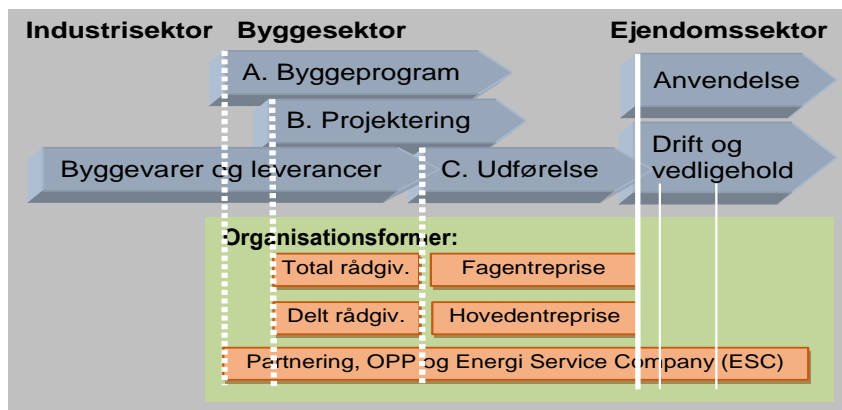 Industrisektor Byggesektor Ejendomssektor
A. Byggeprogram
Anvendelse
B. Projektering
Drift og
vedligehold
Byggevarer og leverancer
C. Udførelse
Organisationsformer:
Total rådgiv. Fagentreprise
Delt rådgiv. Hovedentreprise
Partnering, OPP og Energi Service Company (ESC)